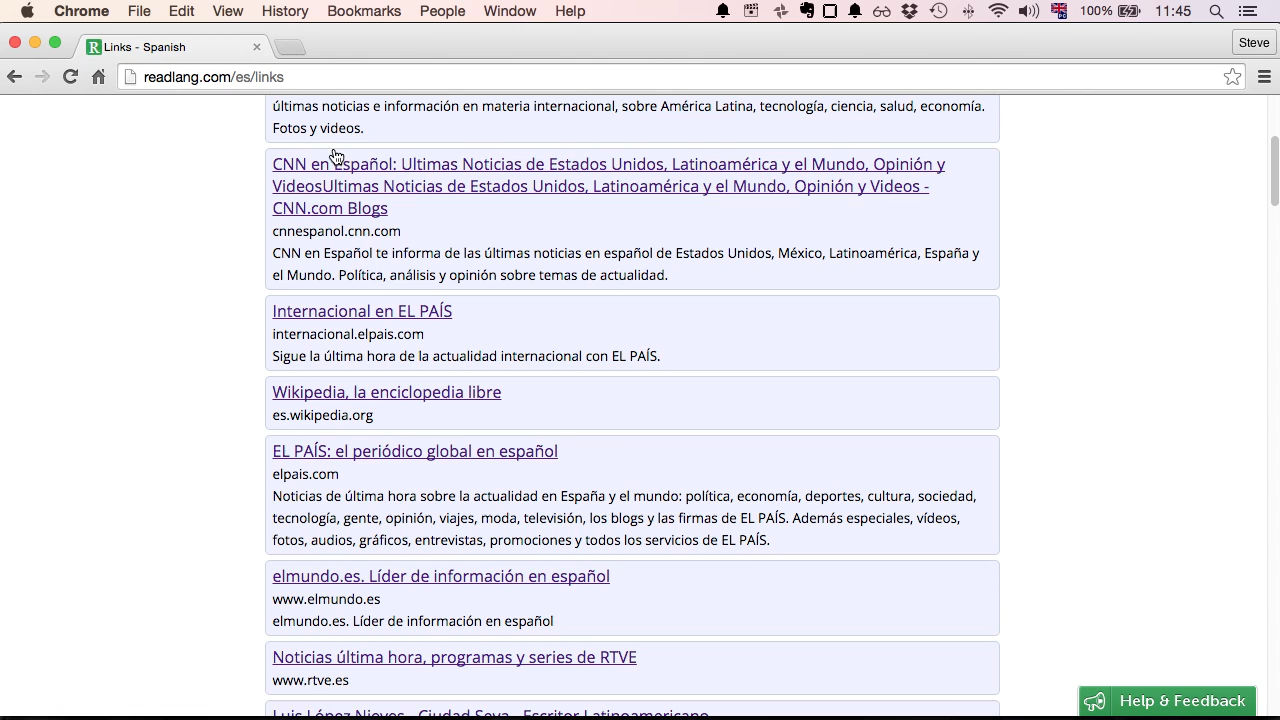 Chrome File Edit View History Bookmarks People Window Help 100% 11:45
Links - Spanish
Steve
readlang.com/es/links
últimas noticias e información en materia internacional, sobre América Latina, tecnología, ciencia, salud, economía.
Fotos y videos.
CNN en Español: Ultimas Noticias de Estados Unidos, Latinoamérica y el Mundo, Opinión y
VideosUltimas Noticias de Estados Unidos, Latinoamérica y el Mundo, Opinión y Videos -
CNN.com Blogs
cnnespanol.cnn.com
CNN en Español te informa de las últimas noticias en español de Estados Unidos, México, Latinoamérica, España y
el Mundo. Política, análisis y opinión sobre temas de actualidad.
Internacional en EL PAÍS
internacional.elpais.com
Sigue la última hora de la actualidad internacional con EL PAÍS.
Wikipedia, la enciclopedia libre
es.wikipedia.org
EL PAÍS: el periódico global en español
elpais.com
Noticias de última hora sobre la actualidad en España y el mundo: política, economía, deportes, cultura, sociedad,
tecnología, gente, opinión, viajes, moda, televisión, los blogs y las firmas de EL PAÍS. Además especiales, vídeos,
fotos, audios, gráficos, entrevistas, promociones y todos los servicios de EL PAÍS.
elmundo.es. Líder de información en español
www.elmundo.es
elmundo.es. Líder de información en español
Noticias última hora, programas y series de RTVE
www.rtve.es
Luis López Nieves - Ciudad Seva - Escritor Latinoamericano
Help & Feedback